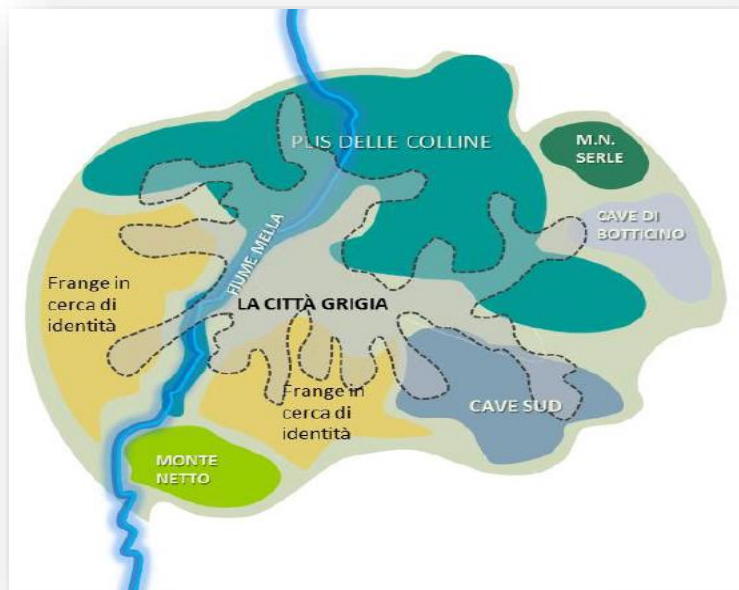 PLIS DELLE COLLINE
M.N.
SERLE
CAVE DI
BOTTICINO
FIUME MELLA
Frange in
cerca di
identità
LA CITTÀ GRIGIA
Frange in
cerca di
identità
CAVE SUD
MONTE
NETTO